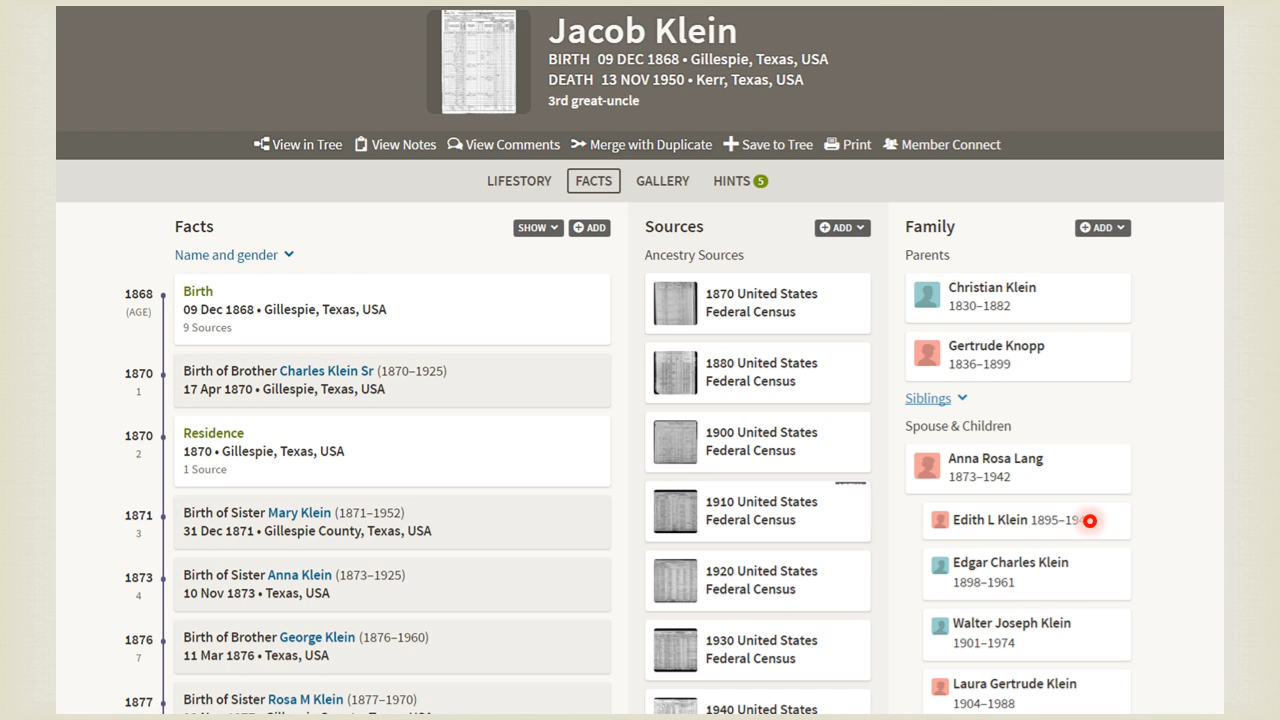 Jacob Klein
BIRTH 09 DEC 1868 • Gillespie, Texas, USA
DEATH 13 NOV 1950 • Kerr, Texas, USA
3rd great-uncle
View in Tree View Notes View Comments Merge with Duplicate Save to Tree Print Member Connect
LIFESTORY FACTS GALLERY HINTS 5
Facts
SHOW ADD
Name and gender
1868
(AGE)
Birth
09 Dec 1868 • Gillespie, Texas, USA
9 Sources
1870
1
Birth of Brother Charles Klein Sr (1870–1925)
17 Apr 1870 • Gillespie, Texas, USA
1870
2
Residence
1870 • Gillespie, Texas, USA
1 Source
1871
3
Birth of Sister Mary Klein (1871–1952)
31 Dec 1871 • Gillespie County, Texas, USA
1873
4
Birth of Sister Anna Klein (1873–1925)
10 Nov 1873 • Texas, USA
1876
7
Birth of Brother George Klein (1876–1960)
11 Mar 1876 • Texas, USA
1877
Birth of Sister Rosa M Klein (1877–1970)
Sources
ADD
Ancestry Sources
1870 United States
Federal Census
1880 United States
Federal Census
1900 United States
Federal Census
1910 United States
Federal Census
1920 United States
Federal Census
1930 United States
Federal Census
1940 United States
Family
ADD
Parents
Christian Klein
1830–1882
Gertrude Knopp
1836–1899
Siblings
Spouse & Children
Anna Rosa Lang
1873–1942
Edith L Klein 1895–
Edgar Charles Klein
1898–1961
Walter Joseph Klein
1901–1974
Laura Gertrude Klein
1904–1988